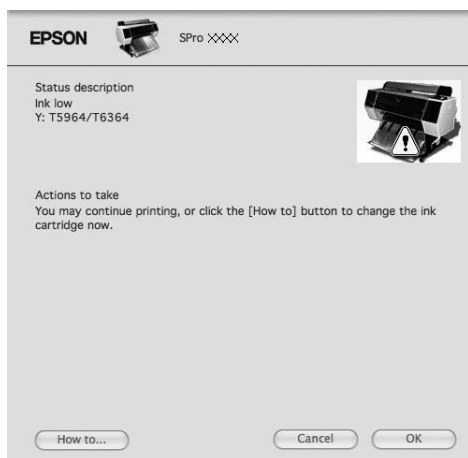 EPSON SPro XXXX
Status description
Ink low
Y: T5964/T6364
Actions to take
You may continue printing, or click the [How to] button to change the ink
cartridge now.
How to... Cancel OK